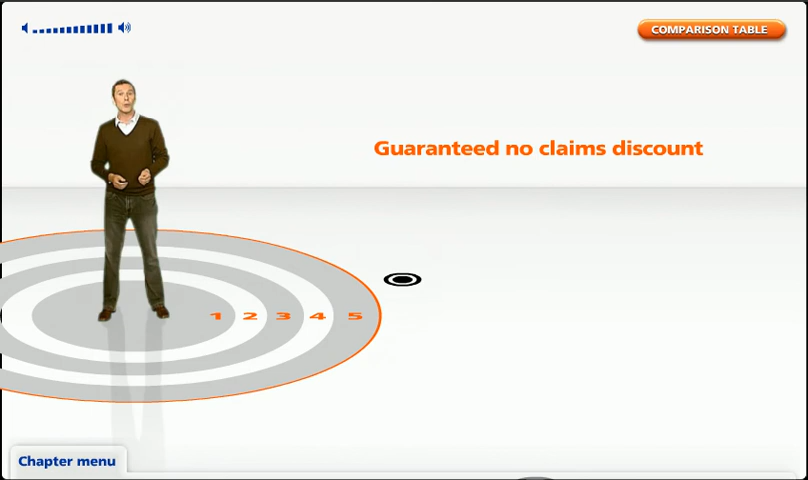 COMPARISON TABLE
Guaranteed no claims discount
1 2 3 4 5
Chapter menu